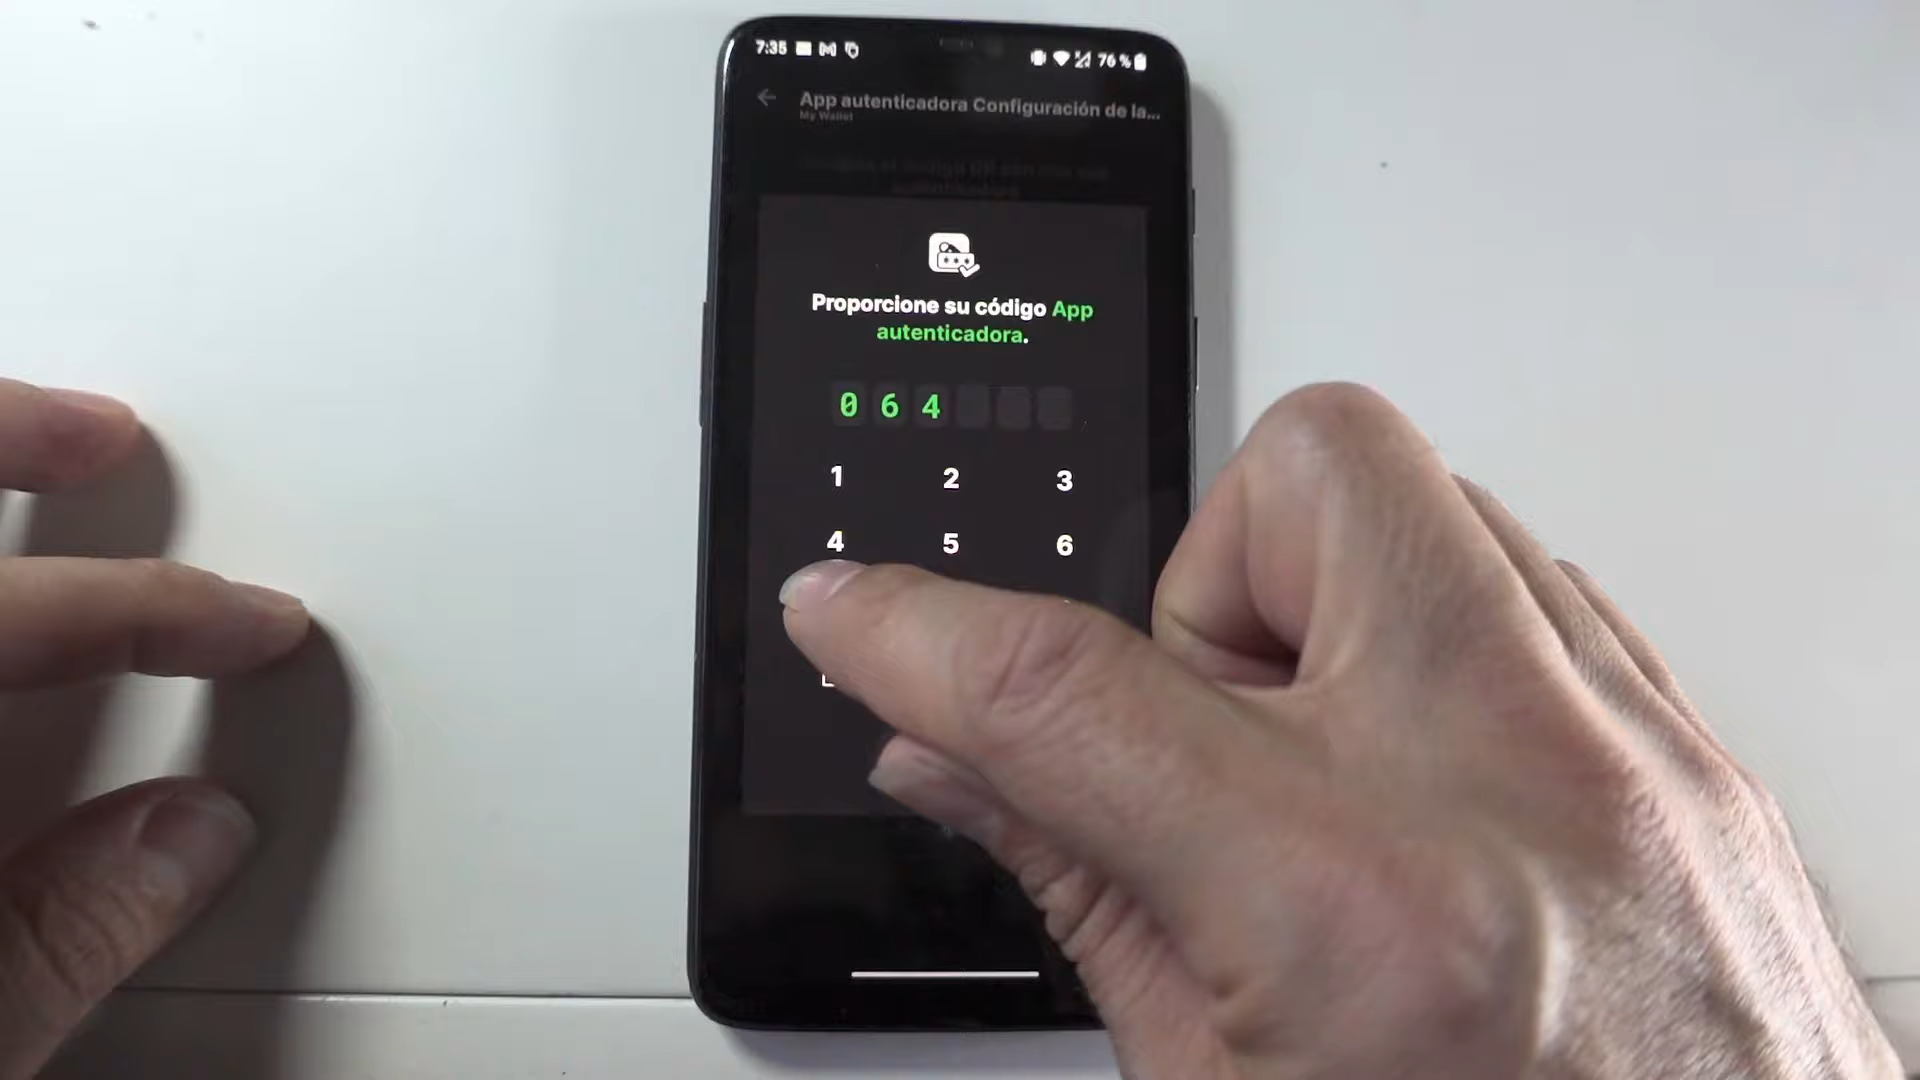 7:35
76 %
App autenticadora Configuración de la...
My Wallet
Proporcione su código App
autenticadora.
0 6 4
1 2 3
4 5 6